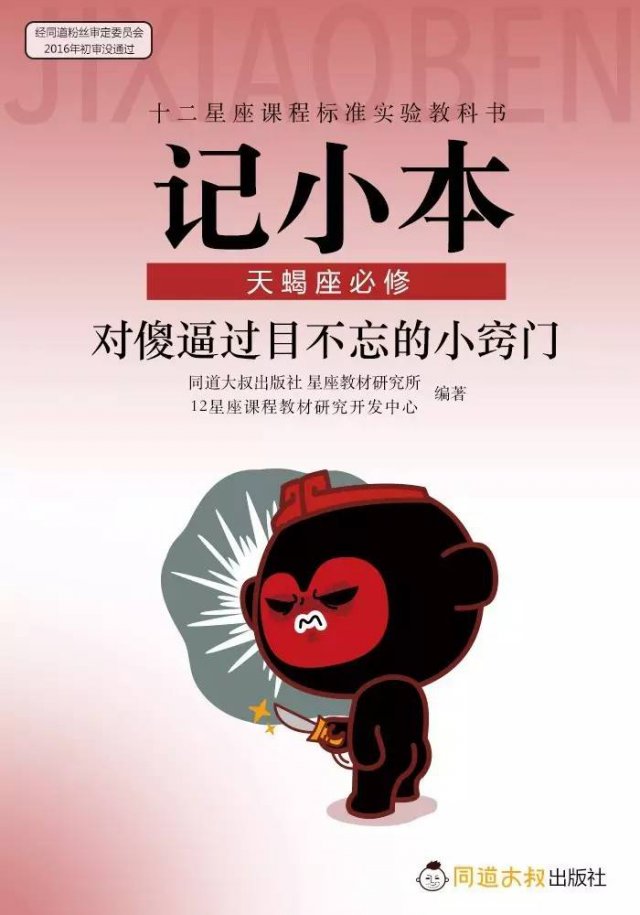 经同道粉丝审定委员会
2016年初审没通过
JIXIAOBEN
十二星座课程标准实验教科书
记小本
天蝎座必修
对傻逼过目不忘的小窍门
同道大叔出版社 星座教材研究所
12星座课程教材研究开发中心
编著
同道大叔出版社